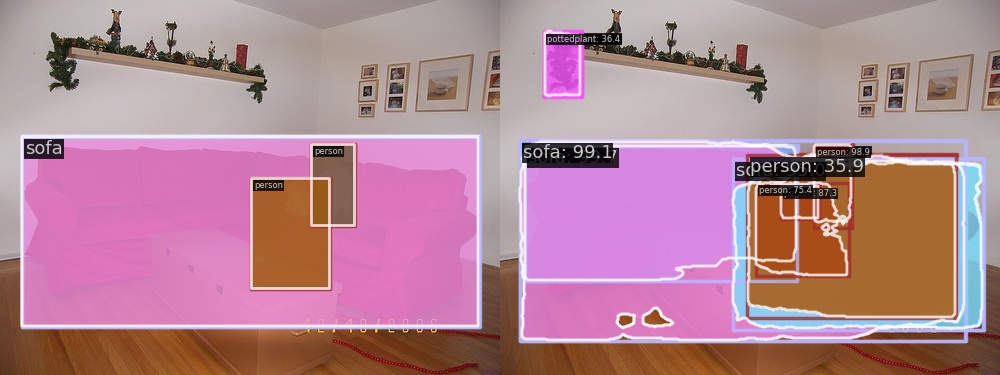 sofa
person
person
pottedplant: 36.4
sofa: 99.1
person: 98.9
person: 35.9
person: 75.4
: 87.3